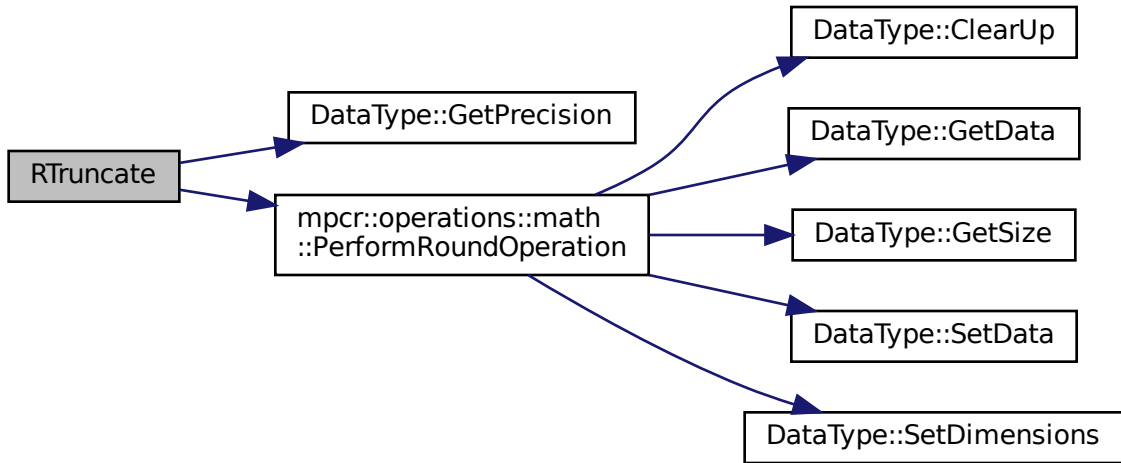 DataType::ClearUp
DataType::GetPrecision
DataType::GetData
RTruncate
mpcr::operations::math
::PerformRoundOperation
DataType::GetSize
DataType::SetData
DataType::SetDimensions